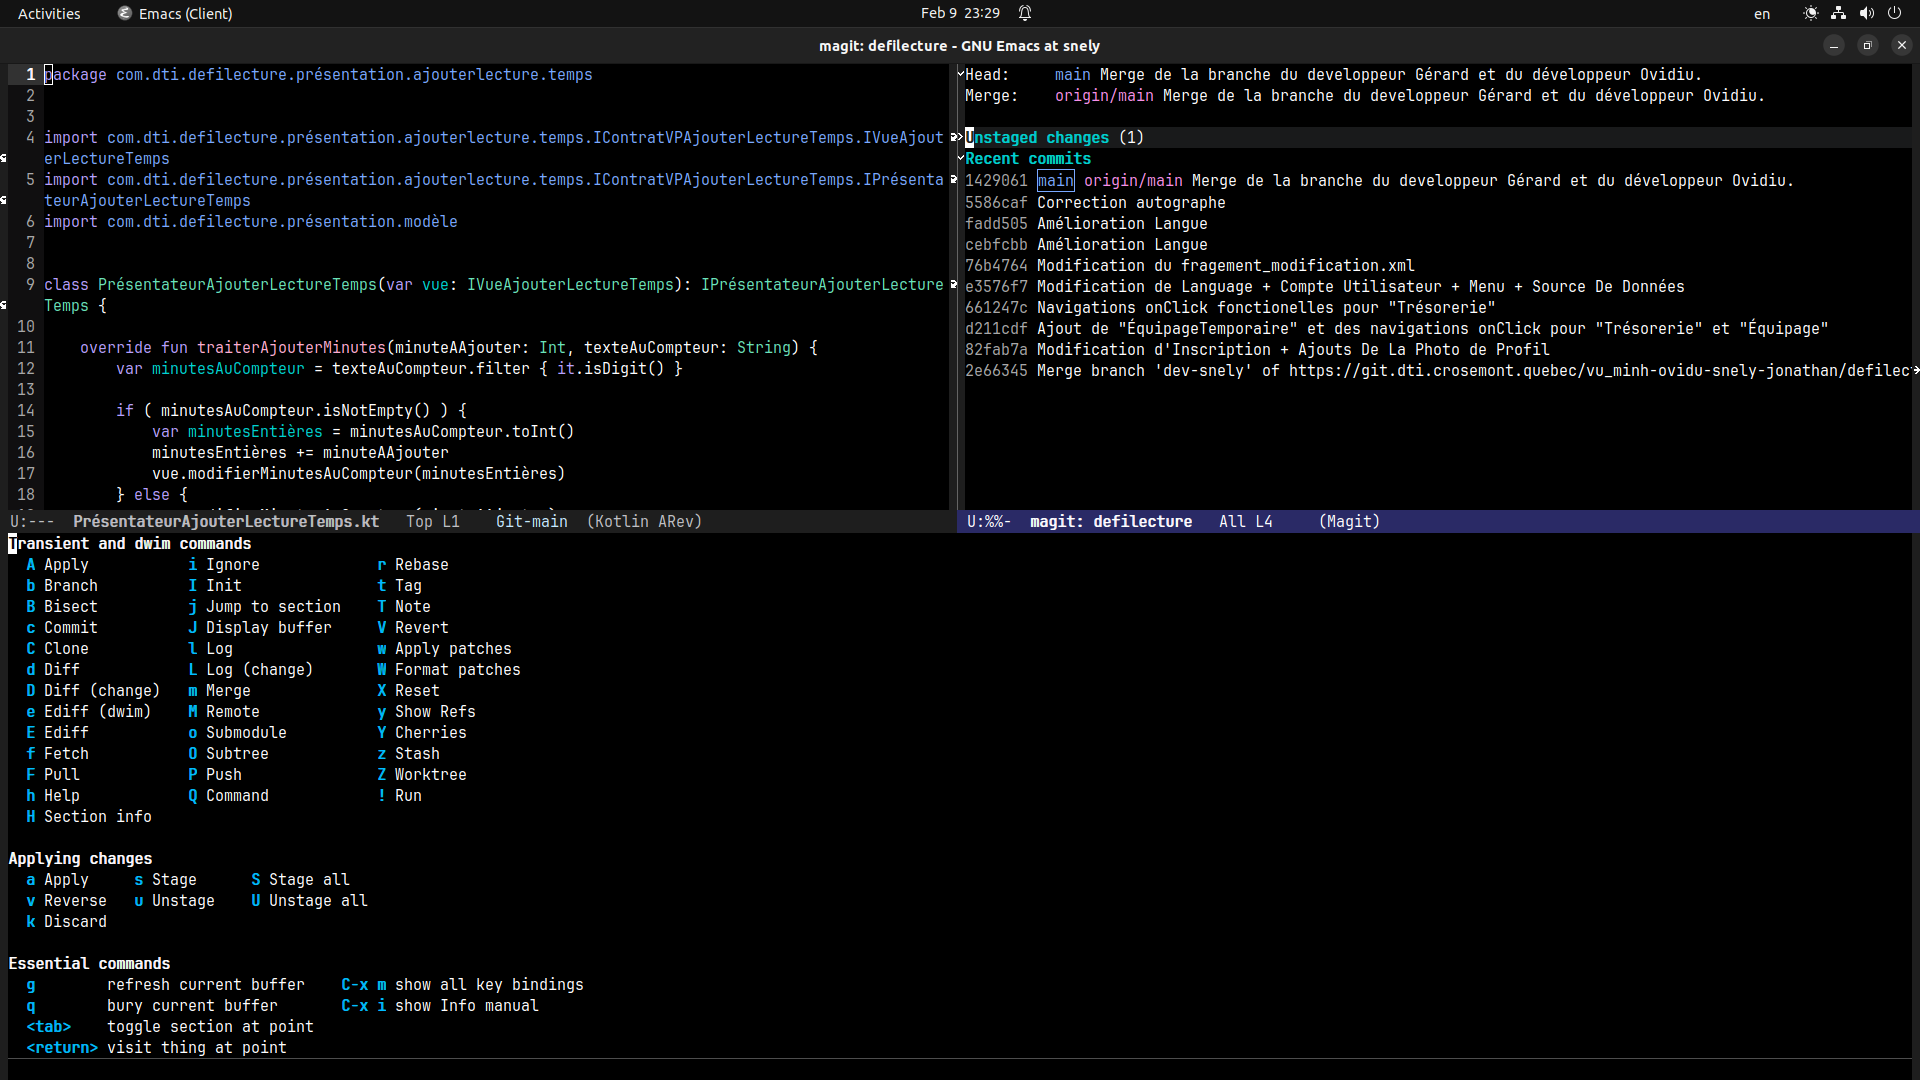 Activities Emacs (Client) Feb 9 23:29 en
magit: defilecture - GNU Emacs at snely
1 package com.dti.defilecture.présentation.ajouterlecture.temps
2
3
4 import com.dti.defilecture.présentation.ajouterlecture.temps.IContratVPAjouterLectureTemps.IVueAjout
erLectureTemps
5 import com.dti.defilecture.présentation.ajouterlecture.temps.IContratVPAjouterLectureTemps.IPrésenta
teurAjouterLectureTemps
6 import com.dti.defilecture.présentation.modèle
7
8
9 class PrésentateurAjouterLectureTemps(var vue: IVueAjouterLectureTemps): IPrésentateurAjouterLecture
Temps {
10
11 override fun traiterAjouterMinutes(minuteAAjouter: Int, texteAuCompteur: String) {
12 var minutesAuCompteur = texteAuCompteur.filter { it.isDigit() }
13
14 if ( minutesAuCompteur.isNotEmpty() ) {
15 var minutesEntières = minutesAuCompteur.toInt()
16 minutesEntières += minuteAAjouter
17 vue.modifierMinutesAuCompteur(minutesEntières)
18 } else {
U:--- PrésentateurAjouterLectureTemps.kt Top L1 Git-main (Kotlin ARev)
Head: main Merge de la branche du developpeur Gérard et du développeur Ovidiu.
Merge: origin/main Merge de la branche du developpeur Gérard et du développeur Ovidiu.
Unstaged changes (1)
Recent commits
1429061 main origin/main Merge de la branche du developpeur Gérard et du développeur Ovidiu.
5586caf Correction autographe
fadd505 Amélioration Langue
cebfcbb Amélioration Langue
76b4764 Modification du fragement_modification.xml
e3576f7 Modification de Language + Compte Utilisateur + Menu + Source De Données
661247c Navigations onClick fonctionelles pour "Trésorerie"
d211cdf Ajout de "ÉquipageTemporaire" et des navigations onClick pour "Trésorerie" et "Équipage"
82fab7a Modification d'Inscription + Ajouts De La Photo de Profil
2e66345 Merge branch 'dev-snely' of https://git.dti.crosemont.quebec/vu_minh-ovidu-snely-jonathan/defilec
U:%%- magit: defilecture All L4 (Magit)
Transient and dwim commands
A Apply i Ignore r Rebase
b Branch I Init t Tag
B Bisect j Jump to section T Note
c Commit J Display buffer V Revert
C Clone l Log w Apply patches
d Diff L Log (change) W Format patches
D Diff (change) m Merge X Reset
e Ediff (dwim) M Remote y Show Refs
E Ediff o Submodule Y Cherries
f Fetch O Subtree z Stash
F Pull P Push Z Worktree
h Help Q Command ! Run
H Section info
Applying changes
a Apply s Stage S Stage all
v Reverse u Unstage U Unstage all
k Discard
Essential commands
g refresh current buffer C-x m show all key bindings
q bury current buffer C-x i show Info manual
<tab> toggle section at point
<return> visit thing at point